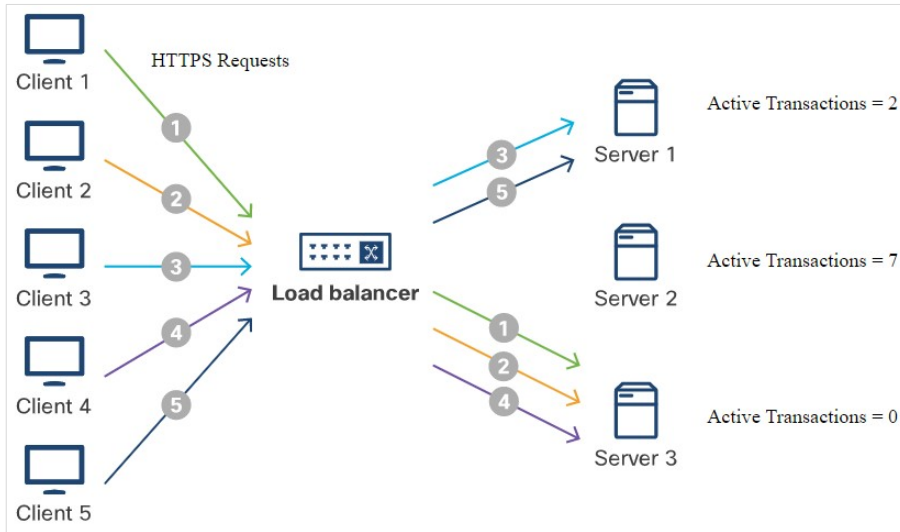 Client 1
HTTPS Requests
1
Client 2
2
Client 3
3
Client 4
4
Client 5
5
Load balancer
3
5
1
2
4
Server 1
Active Transactions = 2
Server 2
Active Transactions = 7
Server 3
Active Transactions = 0